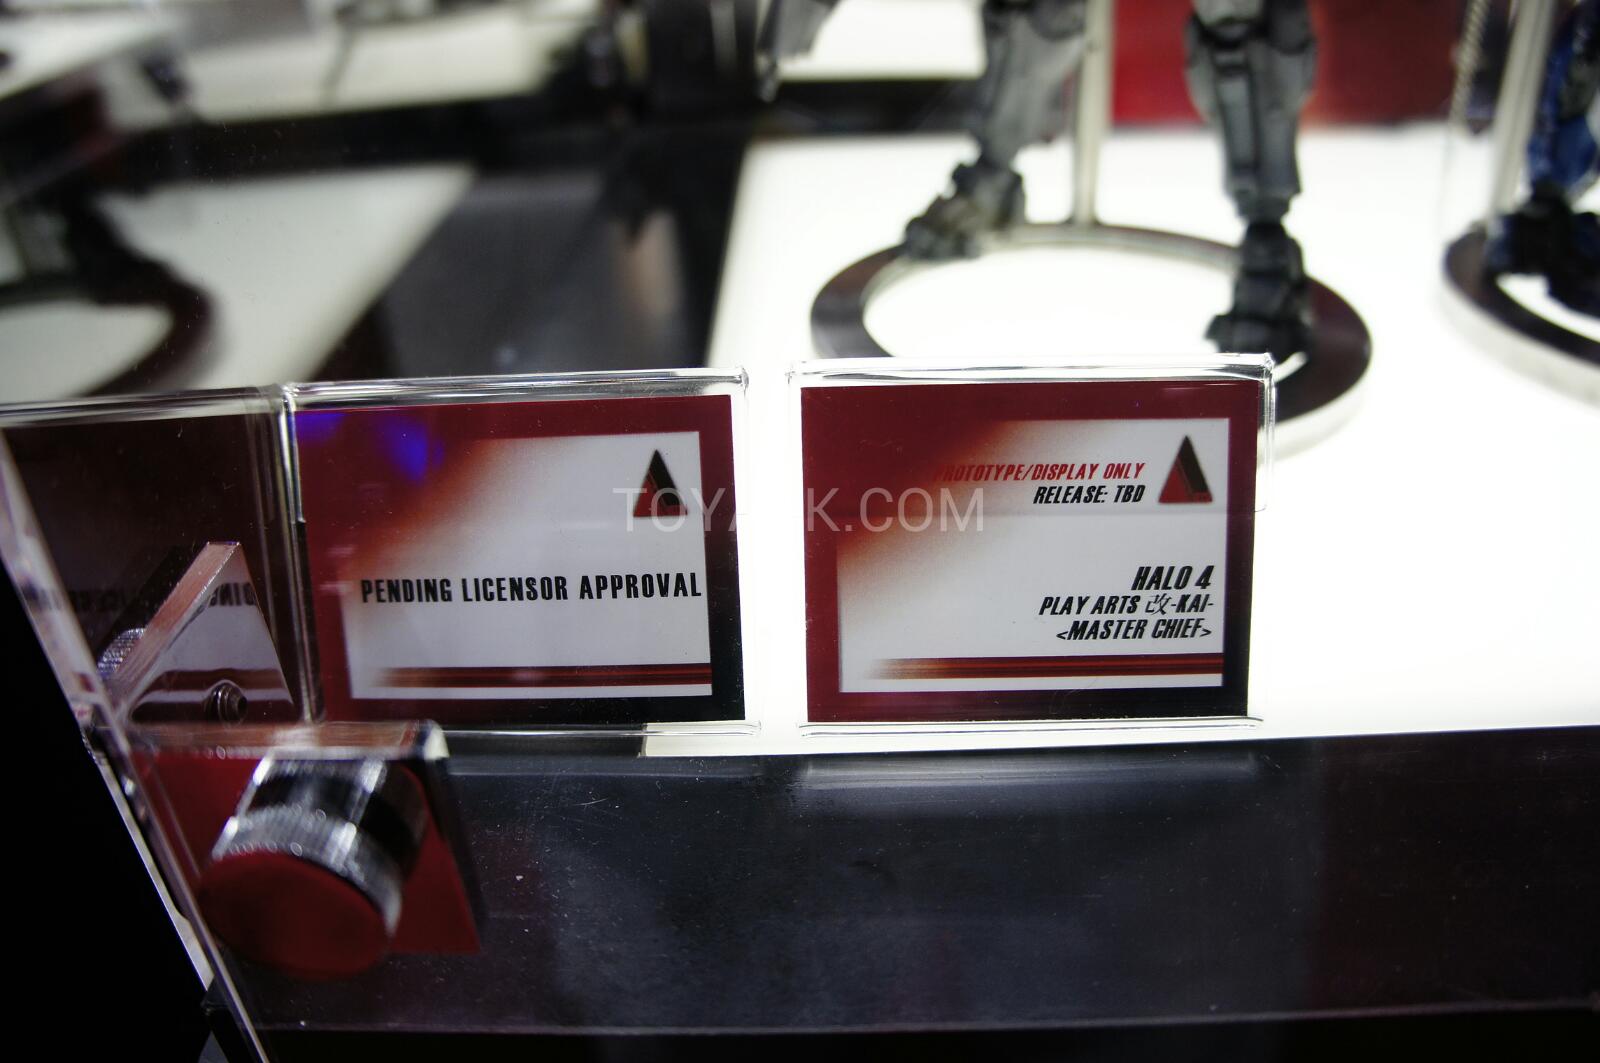 PENDING LICENSOR APPROVAL
PROTOTYPE/DISPLAY ONLY
RELEASE: TBD
HALO 4
PLAY ARTS 改 -KAI-
<MASTER CHIEF>
TOYARK.COM